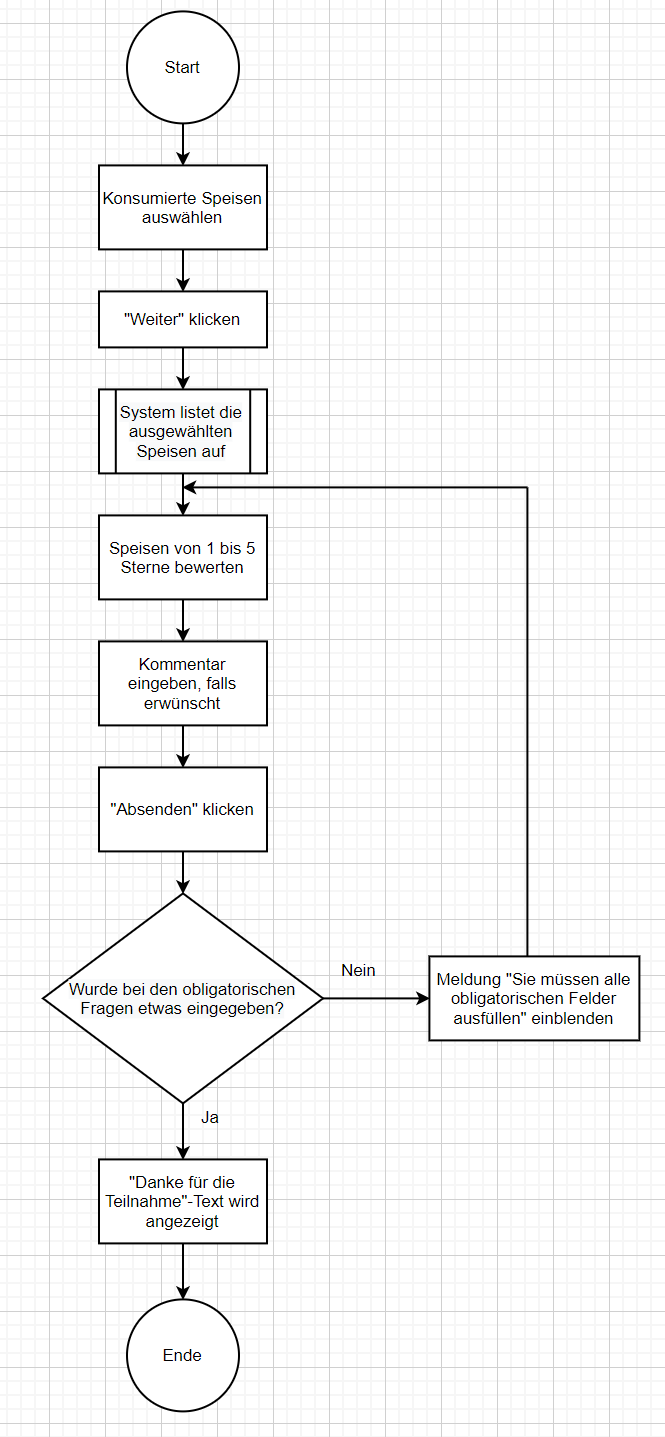 Start
Konsumierte Speisen
auswählen
"Weiter" klicken
System listet die
ausgewählten
Speisen auf
Speisen von 1 bis 5
Sterne bewerten
Kommentar
eingeben, falls
erwünscht
"Absenden" klicken
Wurde bei den obligatorischen
Fragen etwas eingegeben?
Nein
Meldung "Sie müssen alle
obligatorischen Felder
ausfüllen" einblenden
Ja
"Danke für die
Teilnahme"-Text wird
angezeigt
Ende